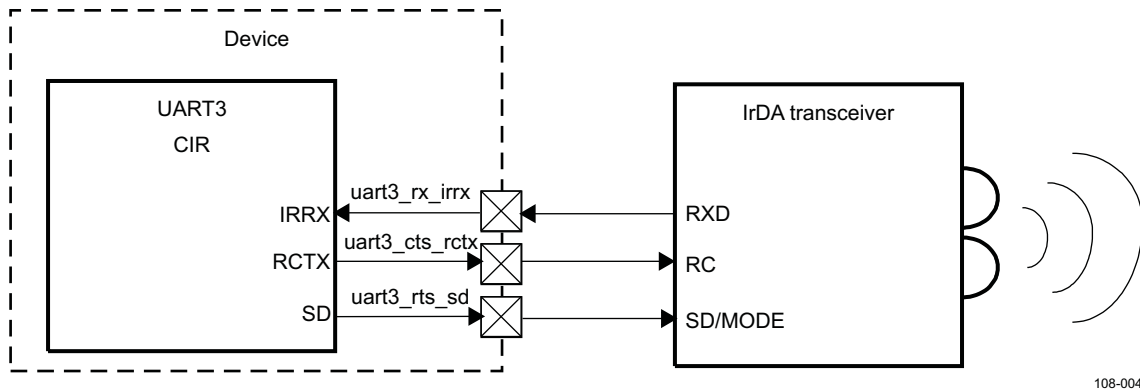 Device
UART3
CIR
IrDA transceiver
uart3_rx_irrx
IRRX
RXD
uart3_cts_rctx
RCTX
RC
uart3_rts_sd
SD
SD/MODE
108-004